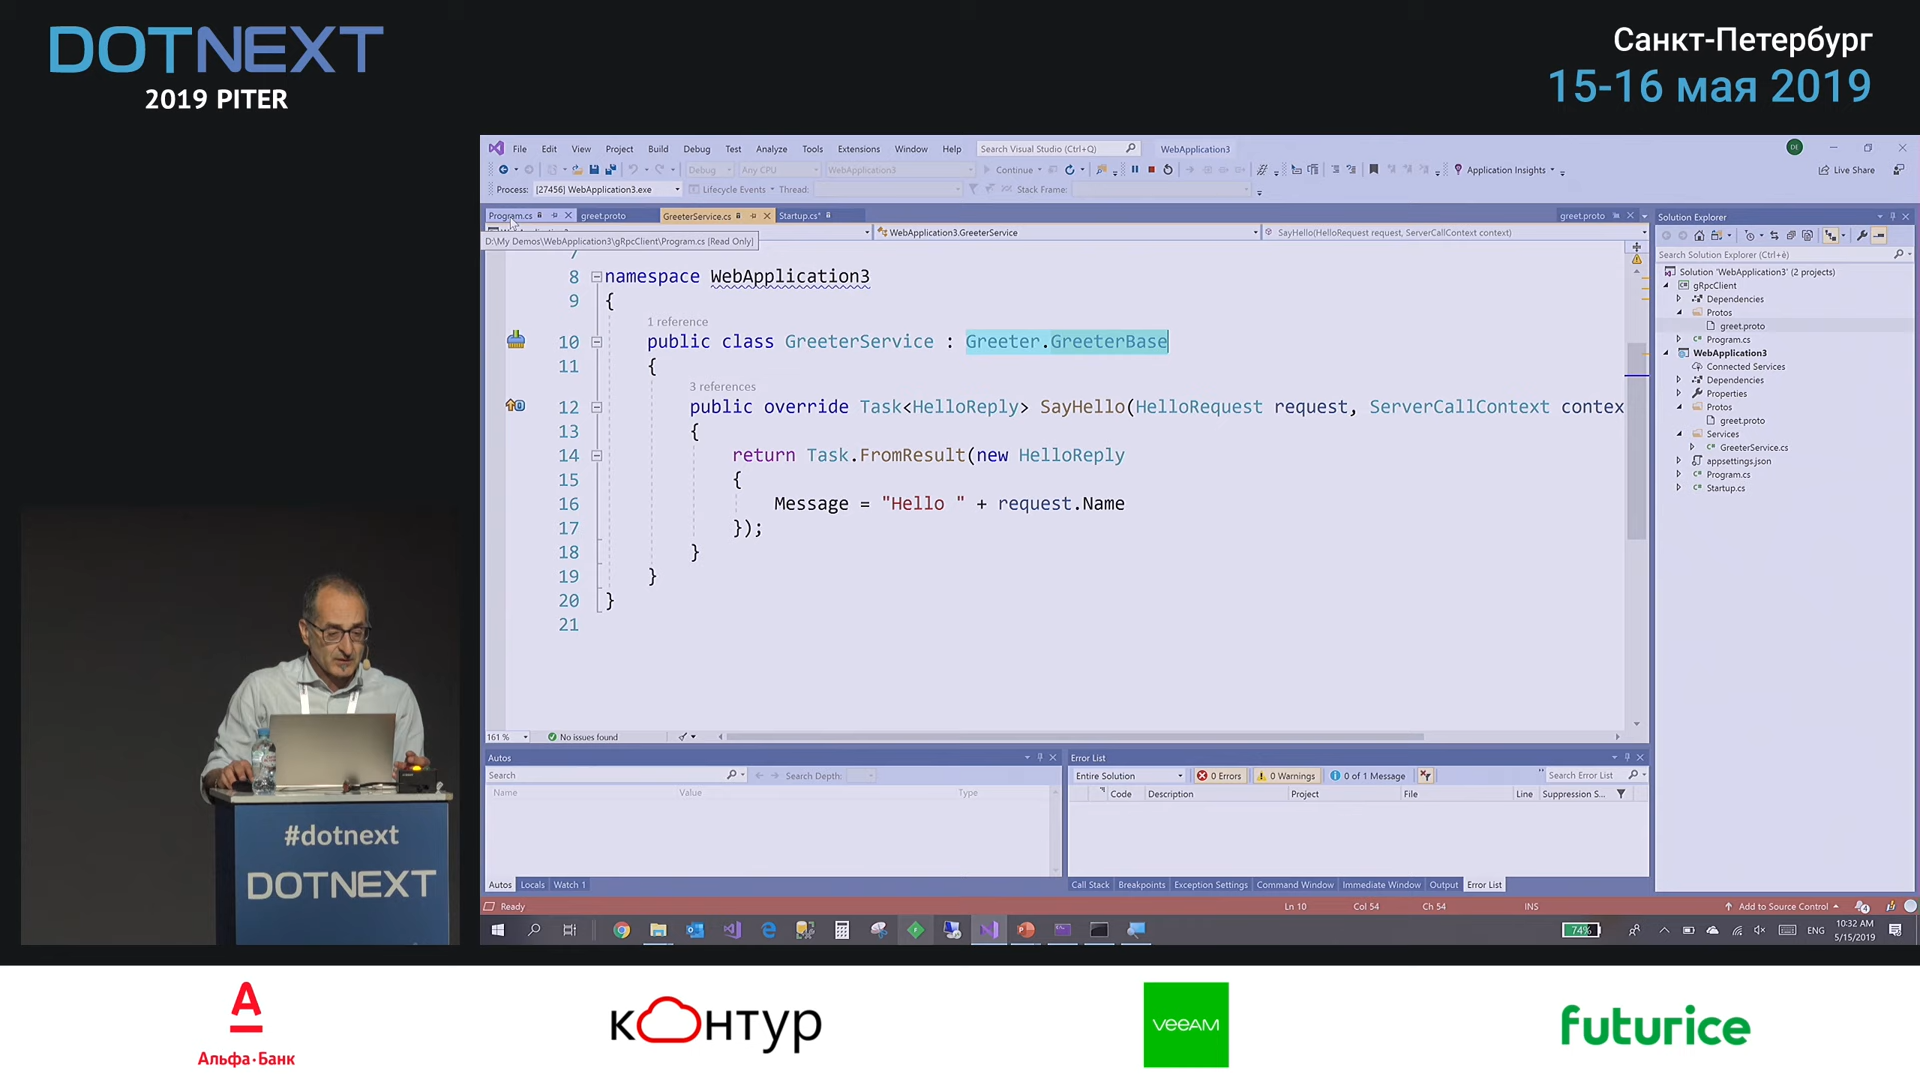 DOTNEXT
2019 PITER
Санкт-Петербург
15-16 мая 2019
File Edit View Project Build Debug Test Analyze Tools Extensions Window Help Search Visual Studio (Ctrl+Q) WebApplication3 DE
Debug Any CPU WebApplication3 Continue Application Insights Live Share
Process: [27456] WebApplication3.exe Lifecycle Events Thread: Stack Frame:
Program.cs greet.proto GreeterService.cs Startup.cs* greet.proto
WebApplication3.GreeterService SayHello(HelloRequest request, ServerCallContext context)
D:\My Demos\WebApplication3\gRpcClient\Program.cs [Read Only]
7
8 namespace WebApplication3
9 {
1 reference
10 public class GreeterService : Greeter.GreeterBase
11 {
3 references
12 public override Task<HelloReply> SayHello(HelloRequest request, ServerCallContext contex
13 {
14 return Task.FromResult(new HelloReply
15 {
16 Message = "Hello " + request.Name
17 });
18 }
19 }
20 }
21
161 % No issues found
Solution Explorer
Search Solution Explorer (Ctrl+è)
Solution 'WebApplication3' (2 projects)
gRpcClient
Dependencies
Protos
greet.proto
Program.cs
WebApplication3
Connected Services
Dependencies
Properties
Protos
greet.proto
Services
GreeterService.cs
appsettings.json
Program.cs
Startup.cs
Autos
Search Search Depth:
Name Value Type
Autos Locals Watch 1
Error List
Entire Solution 0 Errors 0 Warnings 0 of 1 Message Search Error List
Code Description Project File Line Suppression S...
Call Stack Breakpoints Exception Settings Command Window Immediate Window Output Error List
Ready Ln 10 Col 54 Ch 54 INS Add to Source Control
74% ENG 10:32 AM
5/15/2019
#dotnext
DOTNEXT
Альфа·Банк
контур
veeAM
futurice